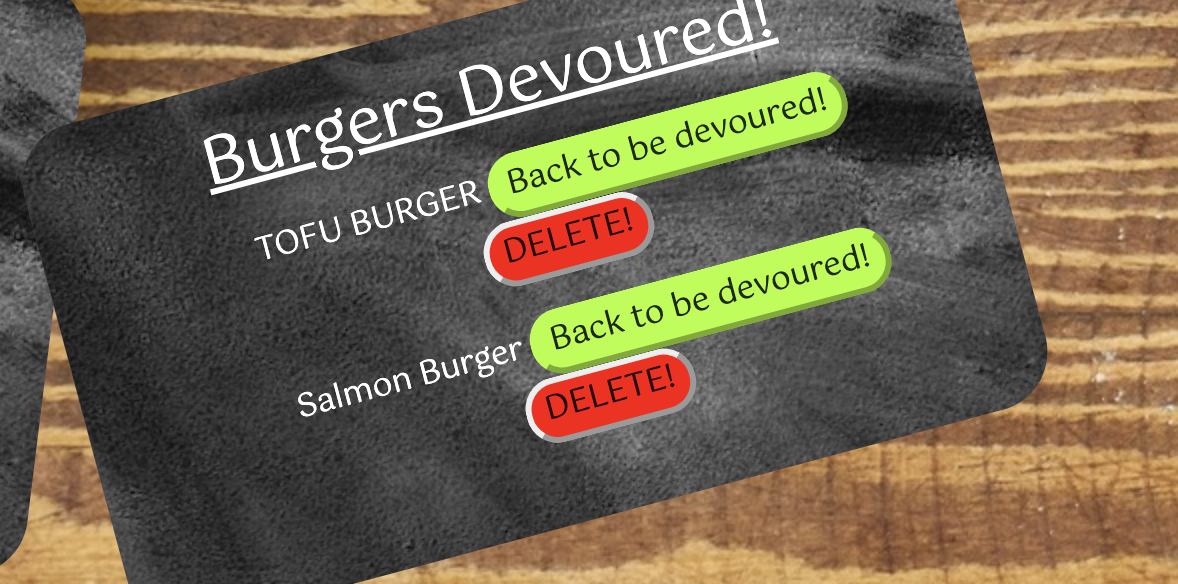 Burgers Devoured!
TOFU BURGER Back to be devoured!
DELETE!
Salmon Burger Back to be devoured!
DELETE!